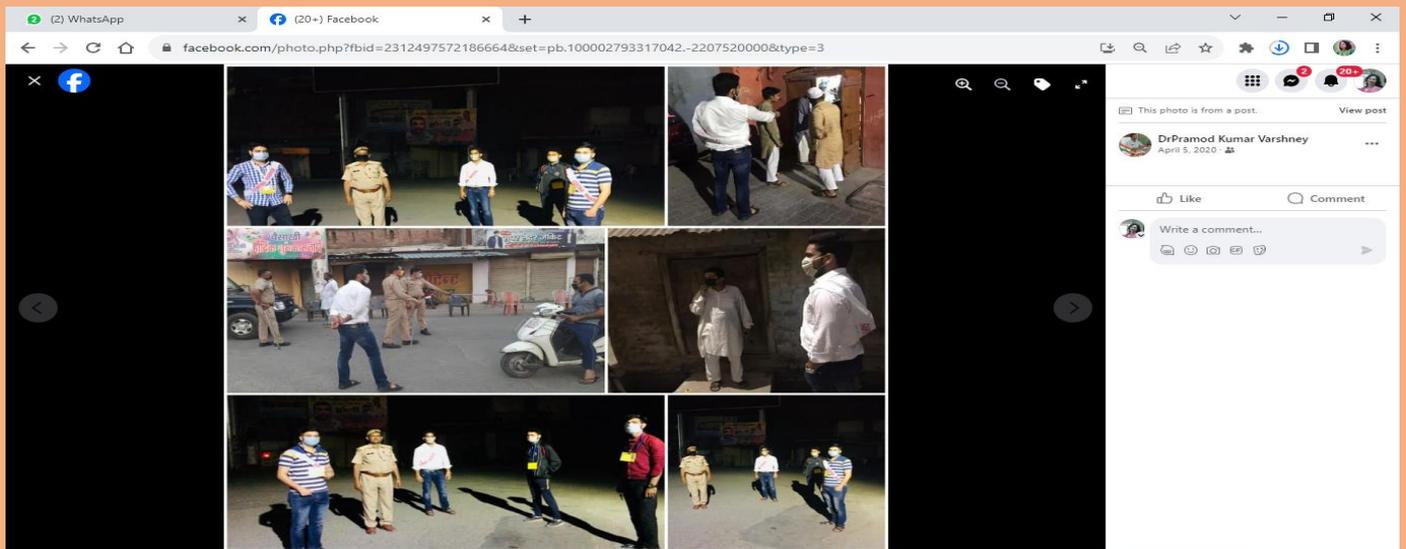 (2) WhatsApp
(20+) Facebook
facebook.com/photo.php?fbid=2312497572186664&set=pb.100002793317042.-2207520000&type=3
2
20+
This photo is from a post.
View post
DrPramod Kumar Varshney
April 5, 2020
Like
Comment
Write a comment...